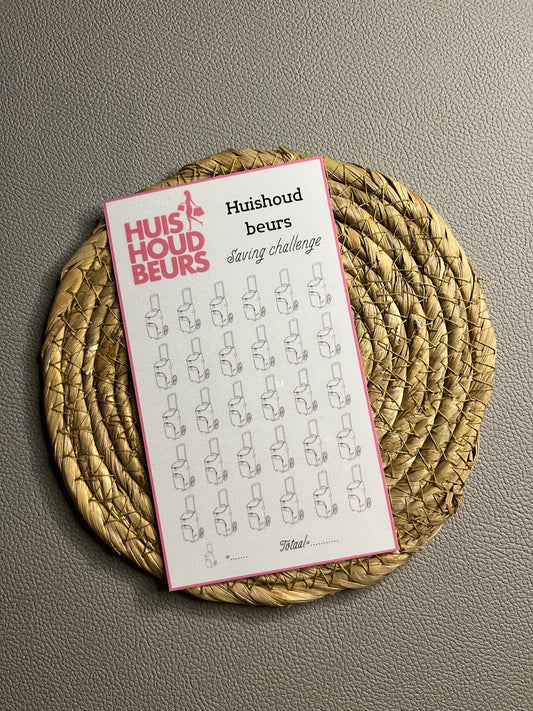 HUIS
HOUD
BEURS
Huishoud
beurs
Saving challenge
=.......
Totaal=..........